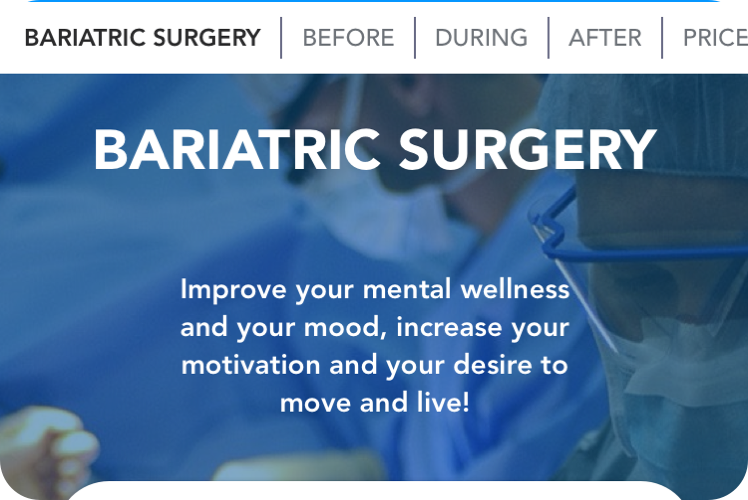 BARIATRIC SURGERY BEFORE DURING AFTER PRICE
BARIATRIC SURGERY
Improve your mental wellness
and your mood, increase your
motivation and your desire to
move and live!